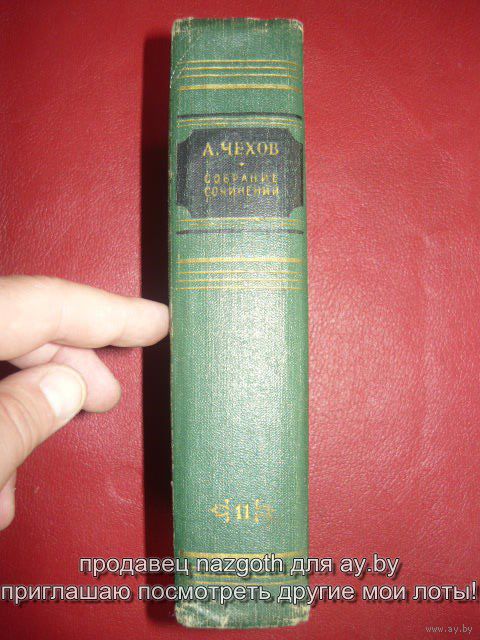 А. ЧЕХОВ
СОБРАНИЕ
СОЧИНЕНИЙ
11
продавец nazgoth для ay.by
приглашаю посмотреть другие мои лоты!
www.ay.by